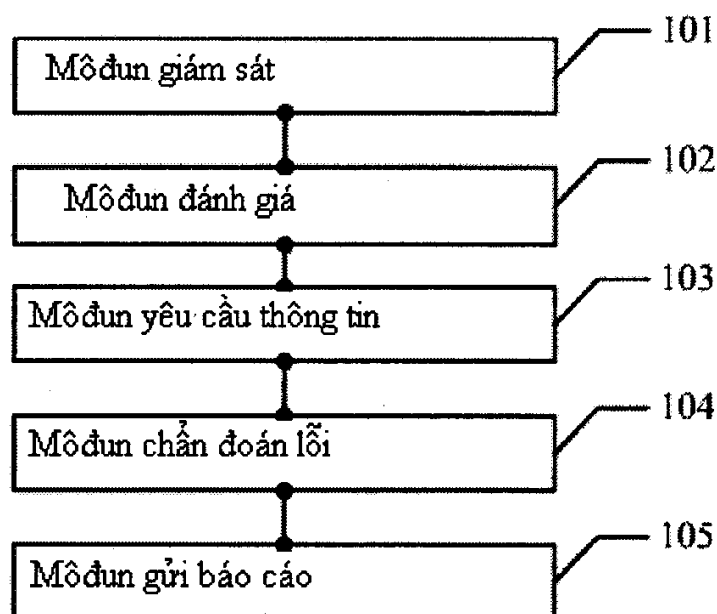 101
Môđun giám sát
102
Môđun đánh giá
103
Môđun yêu cầu thông tin
104
Môđun chẩn đoán lỗi
105
Môđun gửi báo cáo